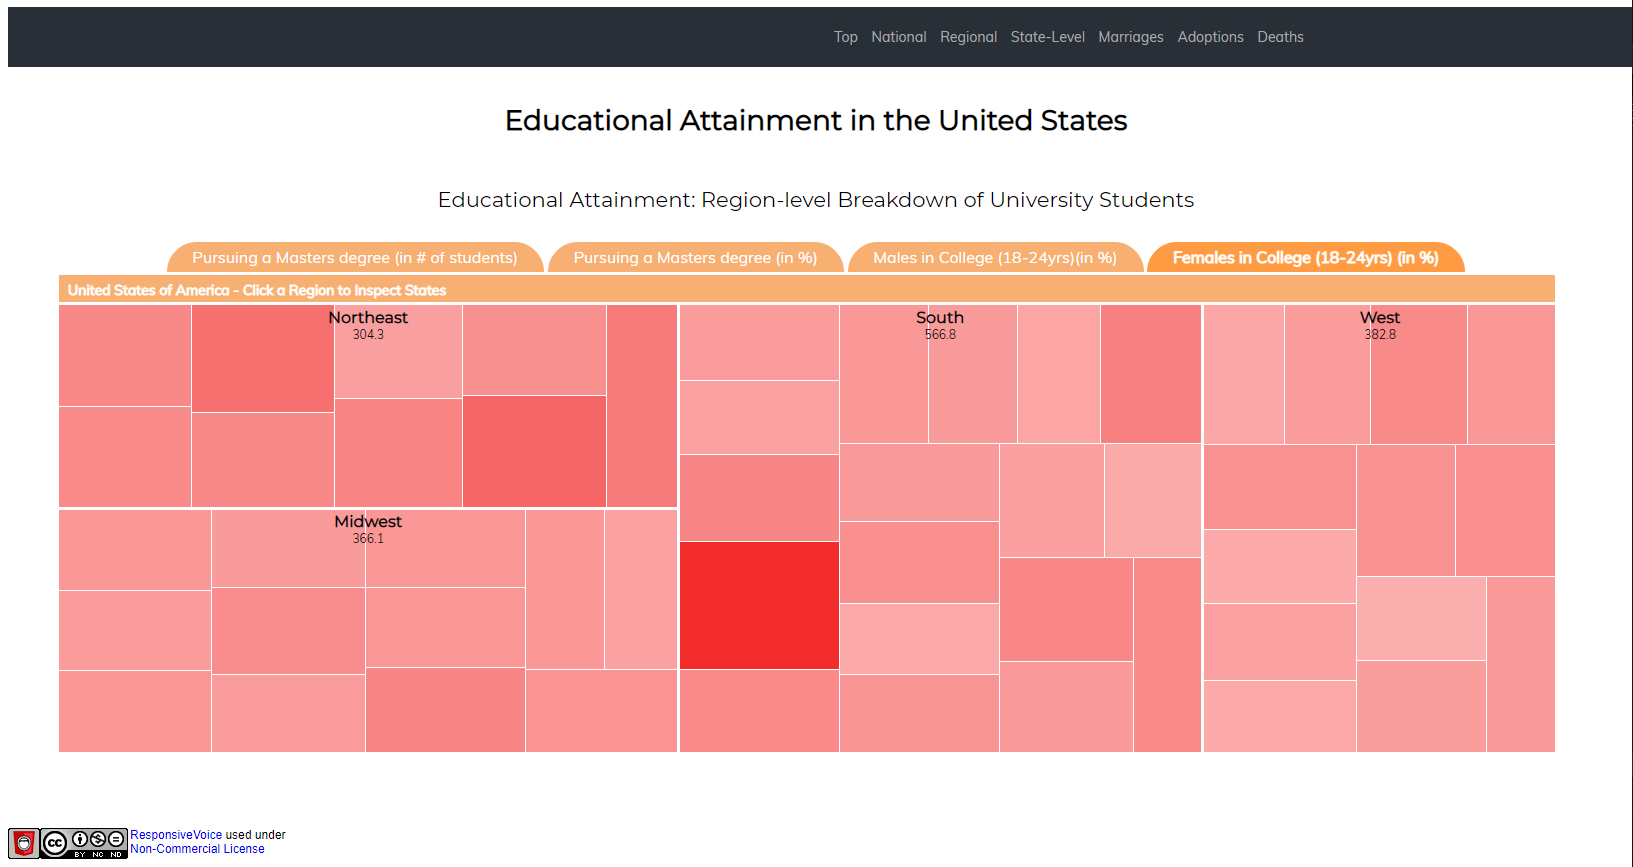 Top National Regional State-Level Marriages Adoptions Deaths
Educational Attainment in the United States
Educational Attainment: Region-level Breakdown of University Students
Pursuing a Masters degree (in # of students) Pursuing a Masters degree (in %) Males in College (18-24yrs)(in %) Females in College (18-24yrs) (in %)
United States of America - Click a Region to Inspect States
Northeast
304.3
South
566.8
West
382.8
Midwest
366.1
cc
BY NC ND
ResponsiveVoice used under
Non-Commercial License